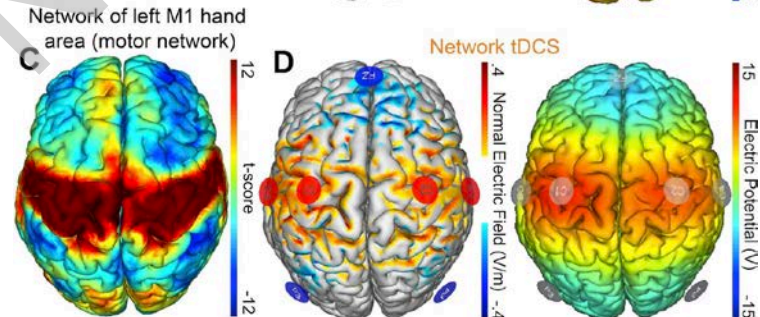 Network of left M1 hand
area (motor network)
C
12
t-score
-12
D
Network tDCS
Fz
.4
Normal Electric Field (V/m)
-.4
15
Electric Potential (V)
-15